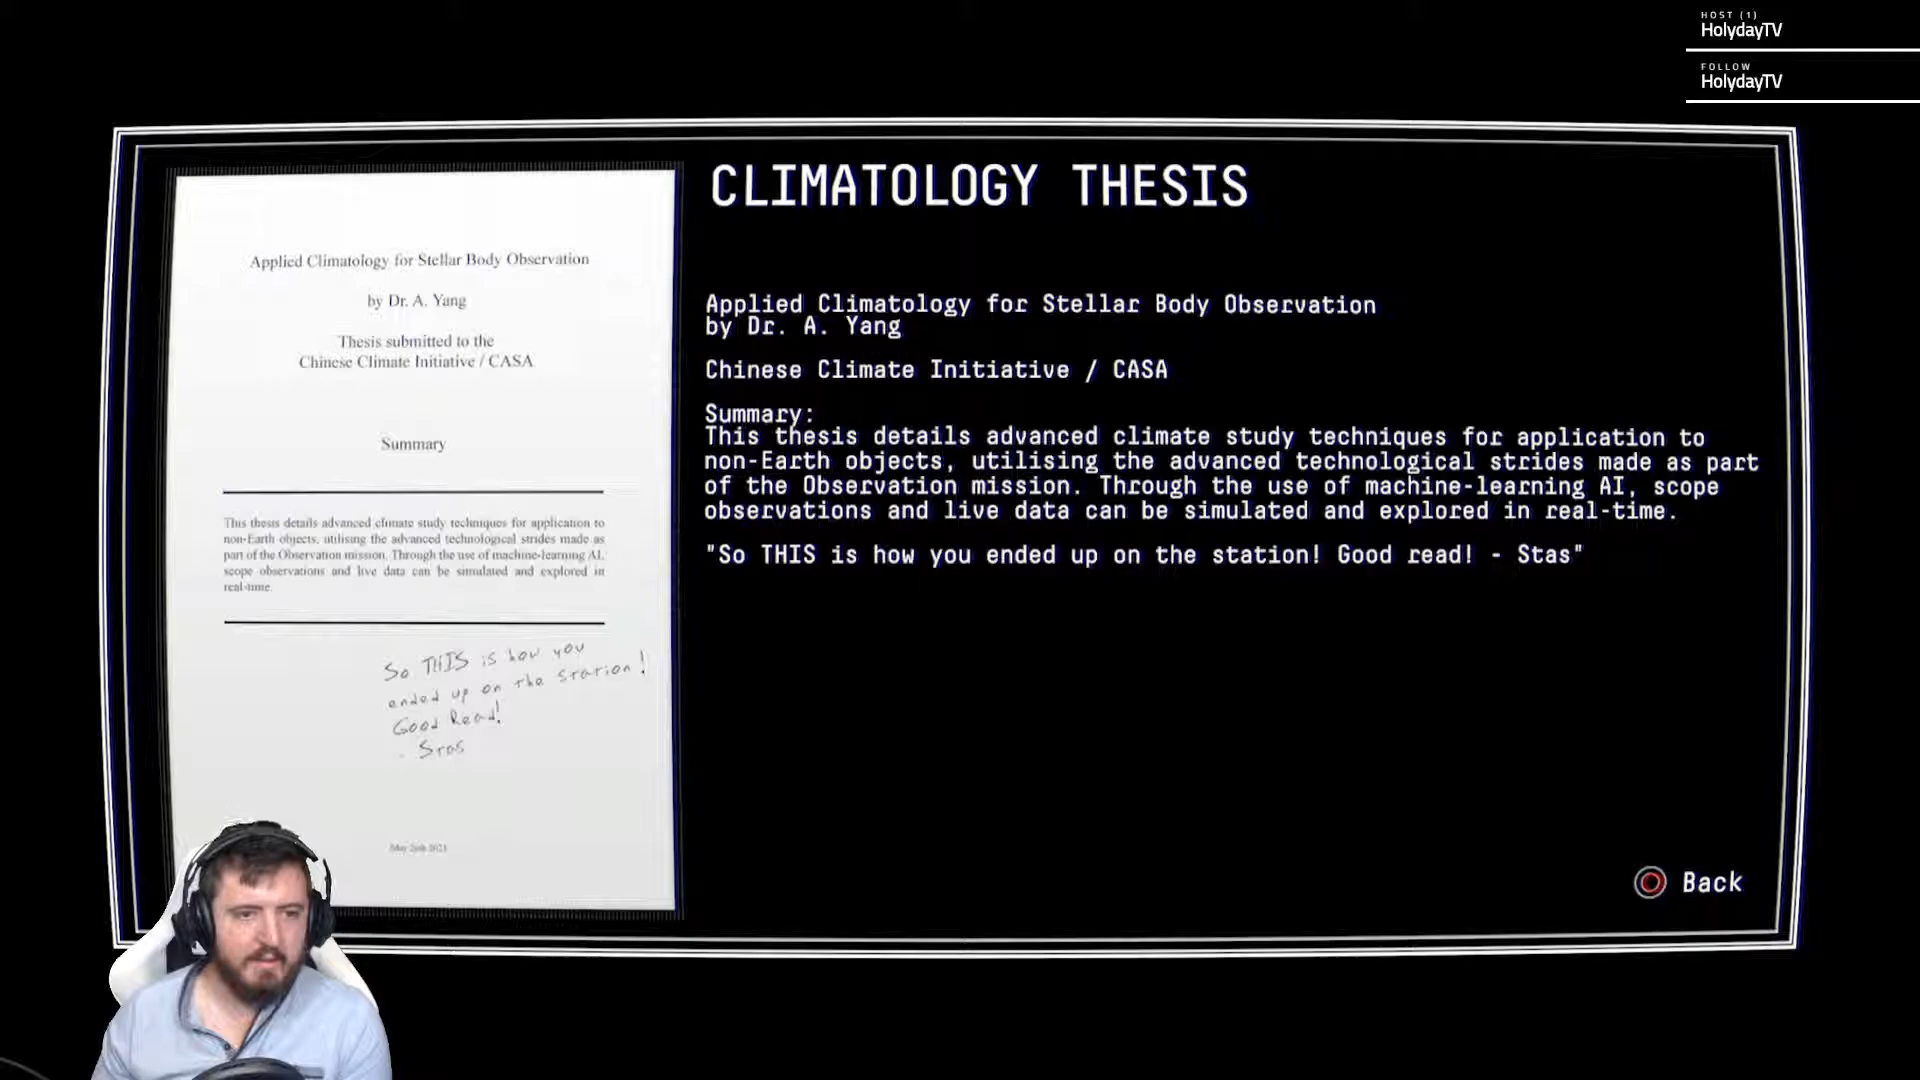 HOST (1)
HolydayTV
FOLLOW
HolydayTV
CLIMATOLOGY THESIS
Applied Climatology for Stellar Body Observation
by Dr. A. Yang
Thesis submitted to the
Chinese Climate Initiative / CASA
Summary
This thesis details advanced climate study techniques for application to
non-Earth objects, utilising the advanced technological strides made as
part of the Observation mission. Through the use of machine-learning AI,
scope observations and live data can be simulated and explored in
real-time.
So THIS is how you
ended up on the station!
Good Read!
- Stas
May 26th 2021
Applied Climatology for Stellar Body Observation
by Dr. A. Yang
Chinese Climate Initiative / CASA
Summary:
This thesis details advanced climate study techniques for application to
non-Earth objects, utilising the advanced technological strides made as part
of the Observation mission. Through the use of machine-learning AI, scope
observations and live data can be simulated and explored in real-time.
"So THIS is how you ended up on the station! Good read! - Stas"
Back